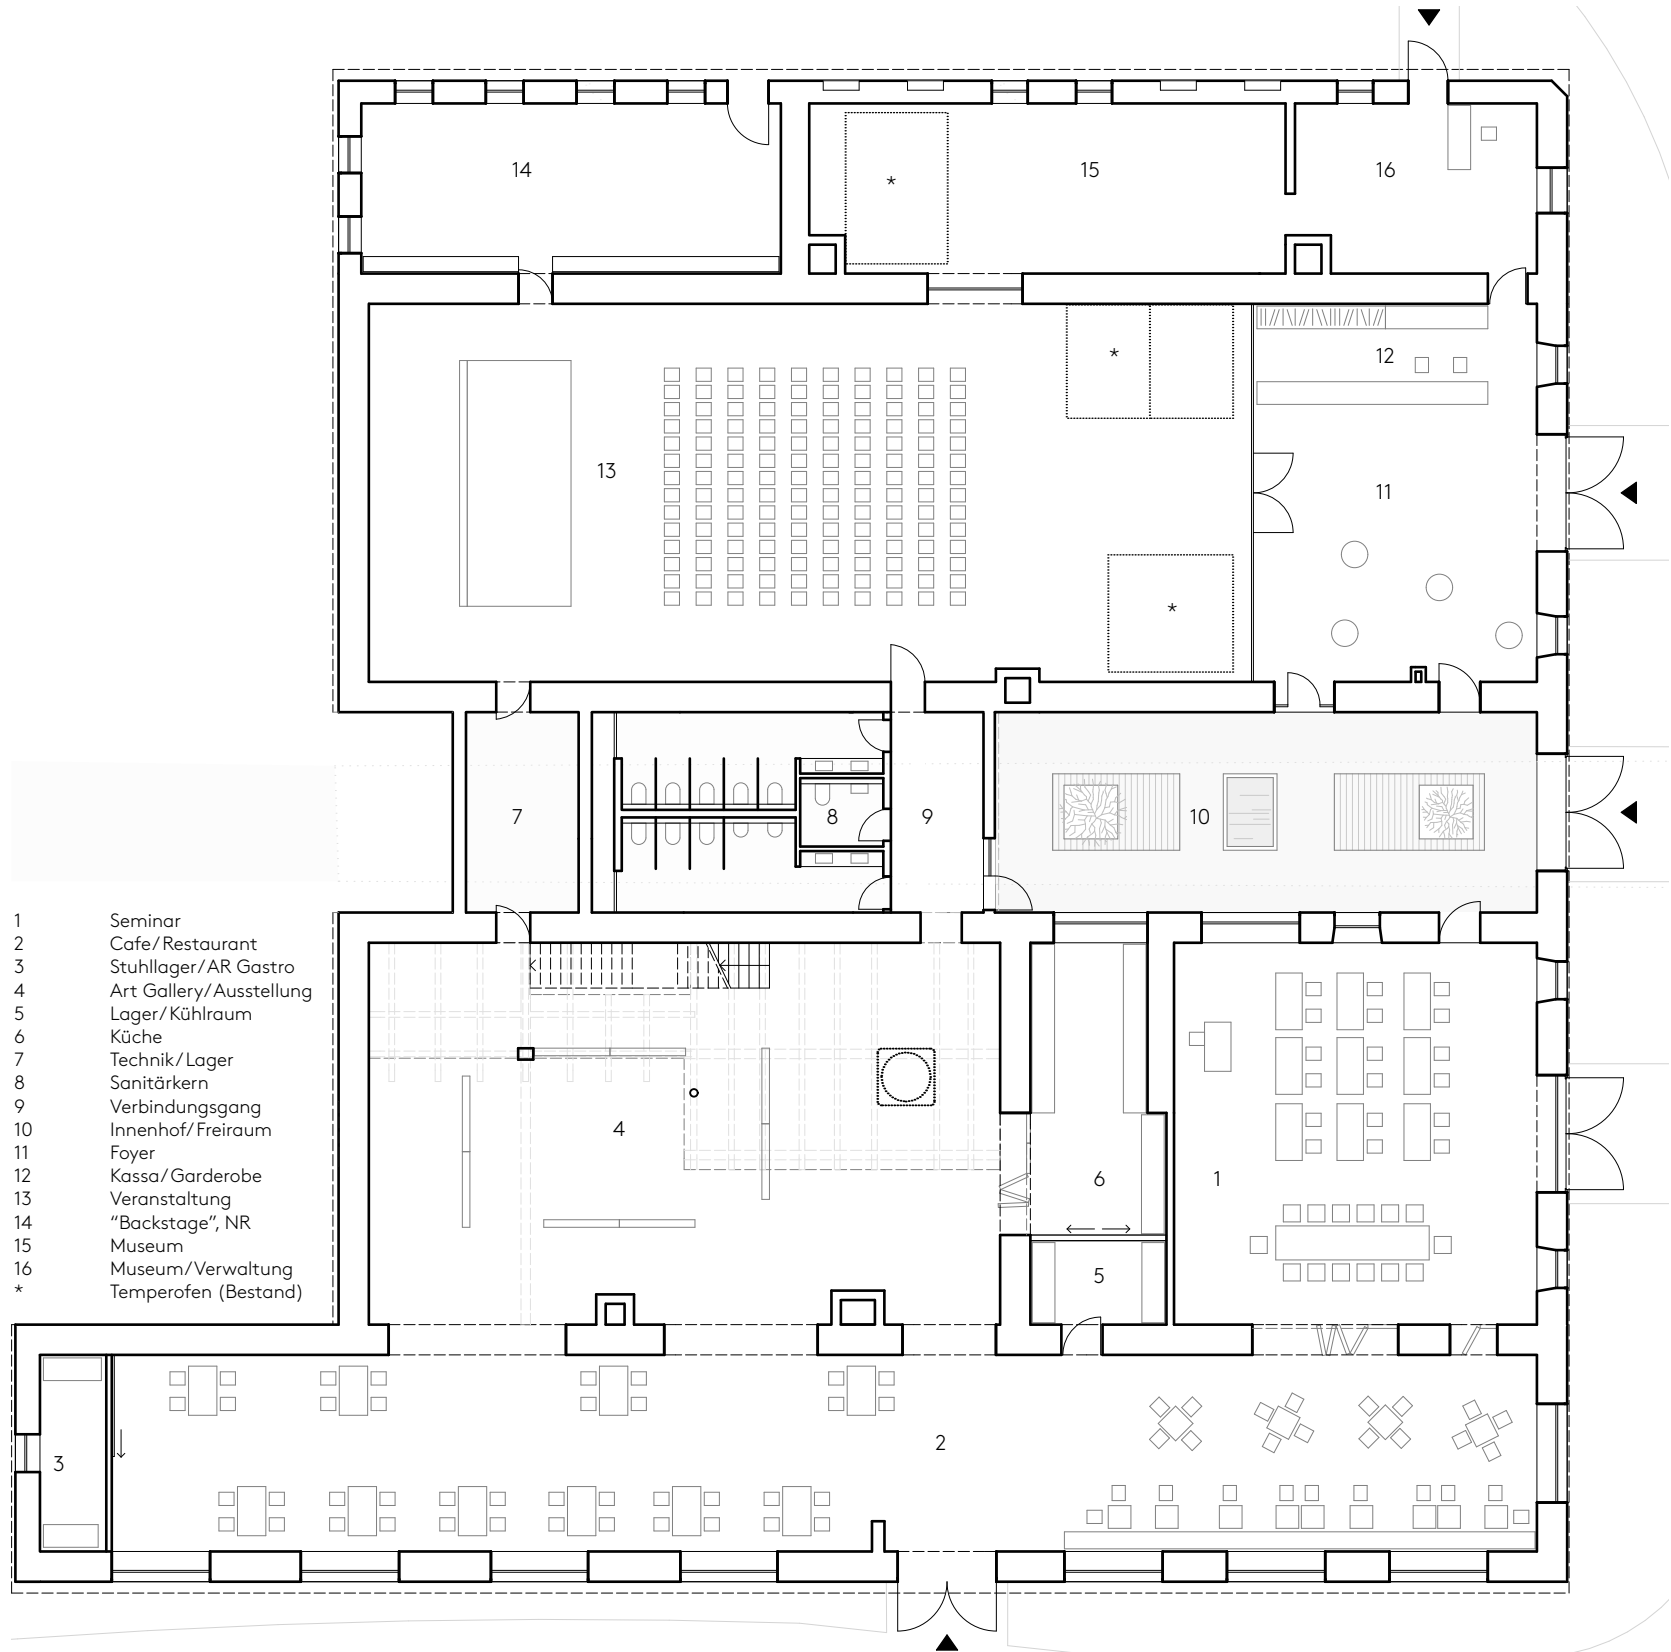 14
15
16
*
12
*
13
11
*
7
8
9
10
1 Seminar
2 Cafe/Restaurant
3 Stuhllager/AR Gastro
4 Art Gallery/Ausstellung
5 Lager/Kühlraum
6 Küche
7 Technik/Lager
8 Sanitärkern
9 Verbindungsgang
10 Innenhof/Freiraum
11 Foyer
12 Kassa/Garderobe
13 Veranstaltung
14 “Backstage”, NR
15 Museum
16 Museum/Verwaltung
* Temperofen (Bestand)
4
6
1
5
2
3